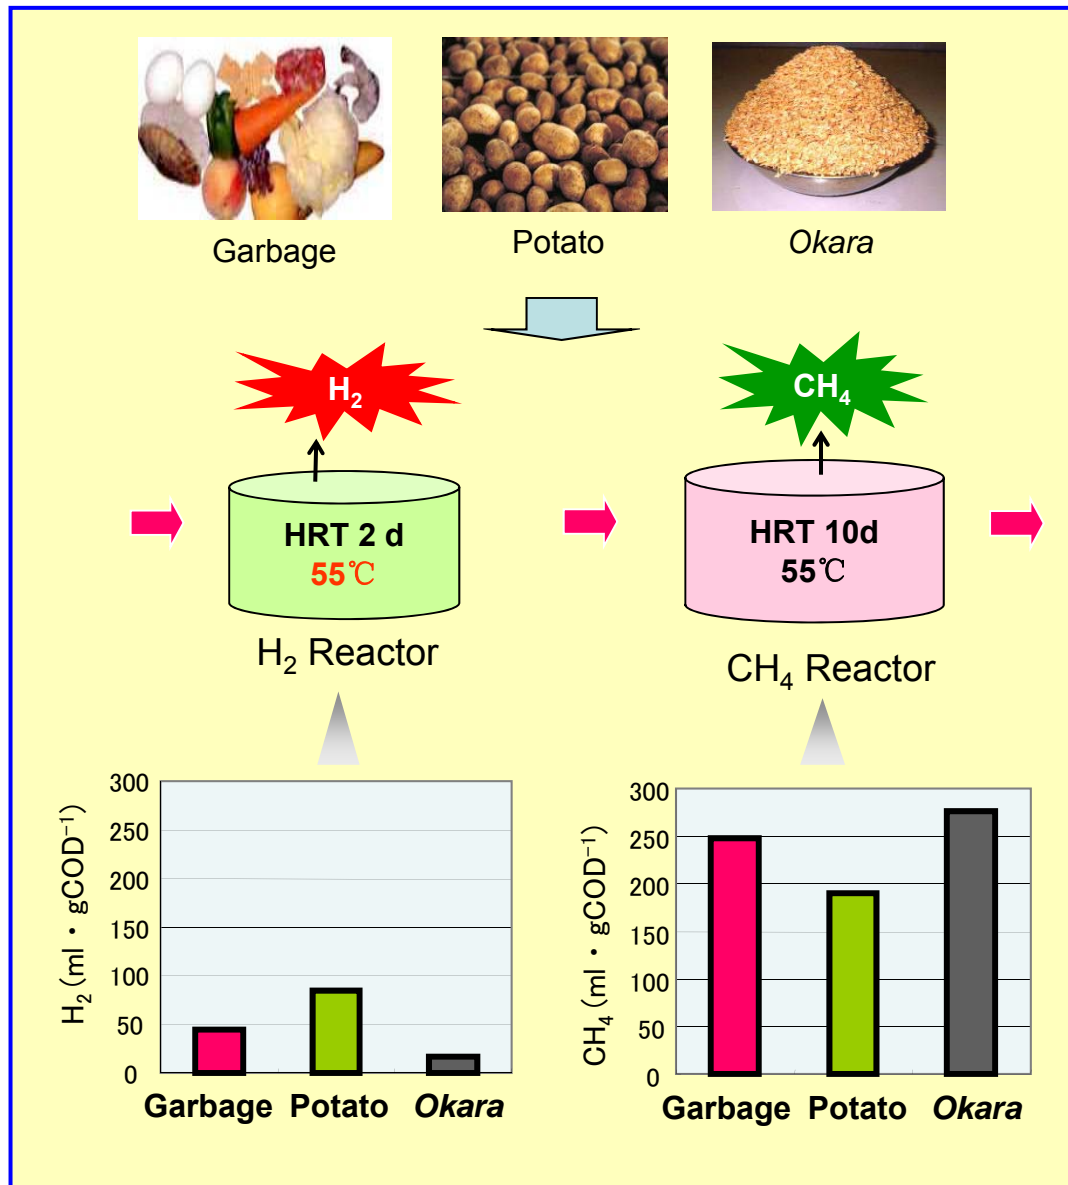 Garbage
Potato
Okara
H₂
CH₄
HRT 2 d
55℃
HRT 10d
55℃
H₂ Reactor
CH₄ Reactor
H₂ (ml・gCOD⁻¹)
300
250
200
150
100
50
0
Garbage Potato Okara
CH₄ (ml・gCOD⁻¹)
300
250
200
150
100
50
0
Garbage Potato Okara